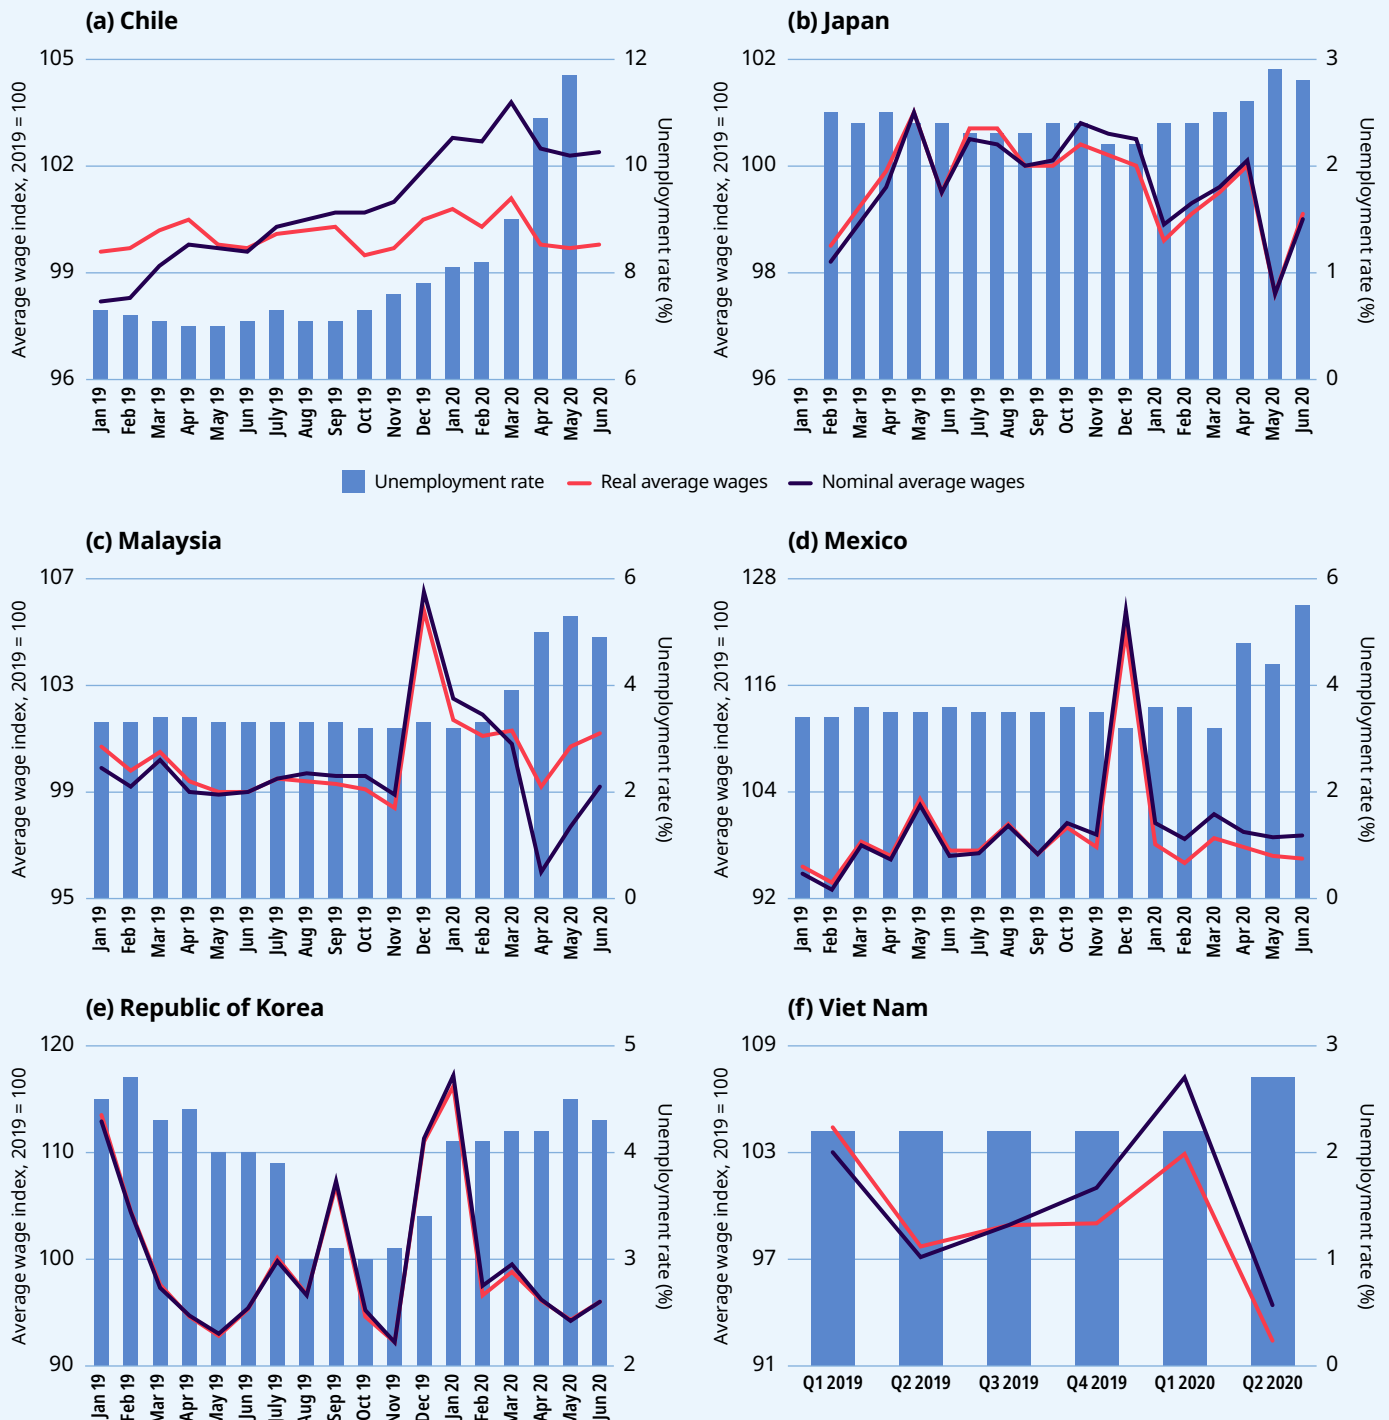 (a) Chile
(b) Japan
105
12
102
3
Average wage index, 2019 = 100
Unemployment rate (%)
Average wage index, 2019 = 100
Unemployment rate (%)
102
10
100
2
99
8
98
1
96
6
96
0
Jan 19 Feb 19 Mar 19 Apr 19 May 19 Jun 19 July 19 Aug 19 Sep 19 Oct 19 Nov 19 Dec 19 Jan 20 Feb 20 Mar 20 Apr 20 May 20 Jun 20
Jan 19 Feb 19 Mar 19 Apr 19 May 19 Jun 19 July 19 Aug 19 Sep 19 Oct 19 Nov 19 Dec 19 Jan 20 Feb 20 Mar 20 Apr 20 May 20 Jun 20
Unemployment rate Real average wages Nominal average wages
(c) Malaysia
(d) Mexico
107
6
128
6
Average wage index, 2019 = 100
Unemployment rate (%)
Average wage index, 2019 = 100
Unemployment rate (%)
103
4
116
4
99
2
104
2
95
0
92
0
Jan 19 Feb 19 Mar 19 Apr 19 May 19 Jun 19 July 19 Aug 19 Sep 19 Oct 19 Nov 19 Dec 19 Jan 20 Feb 20 Mar 20 Apr 20 May 20 Jun 20
Jan 19 Feb 19 Mar 19 Apr 19 May 19 Jun 19 July 19 Aug 19 Sep 19 Oct 19 Nov 19 Dec 19 Jan 20 Feb 20 Mar 20 Apr 20 May 20 Jun 20
(e) Republic of Korea
(f) Viet Nam
120
5
109
3
Average wage index, 2019 = 100
Unemployment rate (%)
Average wage index, 2019 = 100
Unemployment rate (%)
110
4
103
2
100
3
97
1
90
2
91
0
Jan 19 Feb 19 Mar 19 Apr 19 May 19 Jun 19 July 19 Aug 19 Sep 19 Oct 19 Nov 19 Dec 19 Jan 20 Feb 20 Mar 20 Apr 20 May 20 Jun 20
Q1 2019 Q2 2019 Q3 2019 Q4 2019 Q1 2020 Q2 2020